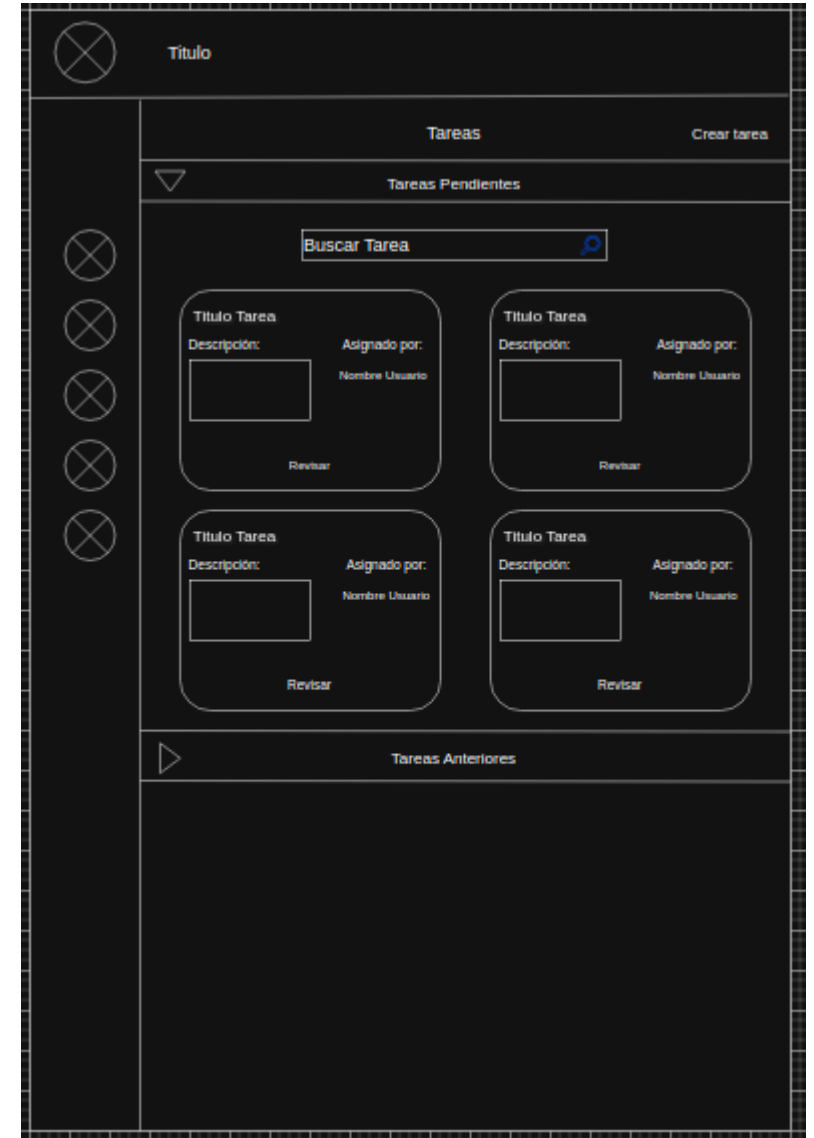 Titulo
Tareas
Crear tarea
Tareas Pendientes
Buscar Tarea
Titulo Tarea
Descripción:
Asignado por:
Nombre Usuario
Revisar
Titulo Tarea
Descripción:
Asignado por:
Nombre Usuario
Revisar
Titulo Tarea
Descripción:
Asignado por:
Nombre Usuario
Revisar
Titulo Tarea
Descripción:
Asignado por:
Nombre Usuario
Revisar
Tareas Anteriores